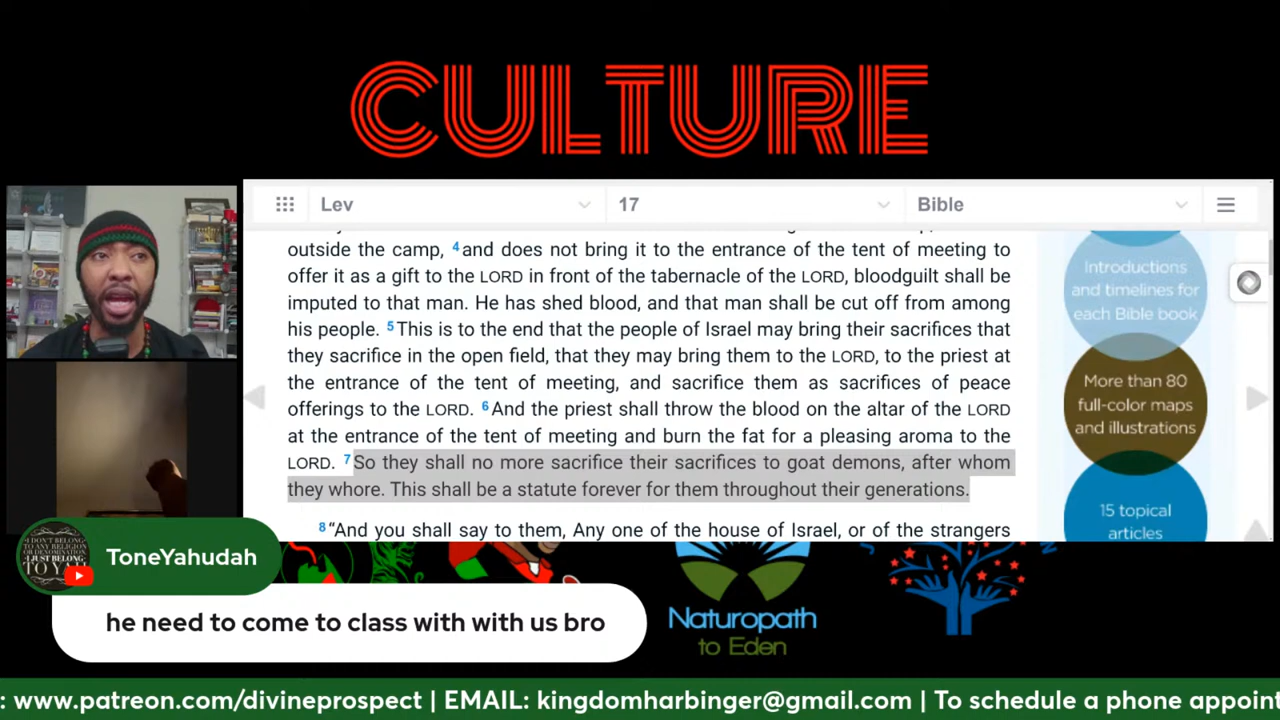 CULTURE
Lev
17
Bible
outside the camp, 4 and does not bring it to the entrance of the tent of meeting to
offer it as a gift to the LORD in front of the tabernacle of the LORD, bloodguilt shall be
imputed to that man. He has shed blood, and that man shall be cut off from among
his people. 5 This is to the end that the people of Israel may bring their sacrifices that
they sacrifice in the open field, that they may bring them to the LORD, to the priest at
the entrance of the tent of meeting, and sacrifice them as sacrifices of peace
offerings to the LORD. 6 And the priest shall throw the blood on the altar of the LORD
at the entrance of the tent of meeting and burn the fat for a pleasing aroma to the
LORD. 7 So they shall no more sacrifice their sacrifices to goat demons, after whom
they whore. This shall be a statute forever for them throughout their generations.
8 “And you shall say to them, Any one of the house of Israel, or of the strangers
Introductions
and timelines for
each Bible book
More than 80
full-color maps
and illustrations
15 topical
articles
I DON'T BELONG
TO ANY RELIGION
OR DENOMINATION
I JUST BELONG
TO YA
ToneYahudah
he need to come to class with with us bro
Naturopath
to Eden
: www.patreon.com/divineprospect | EMAIL: kingdomharbinger@gmail.com | To schedule a phone appoint